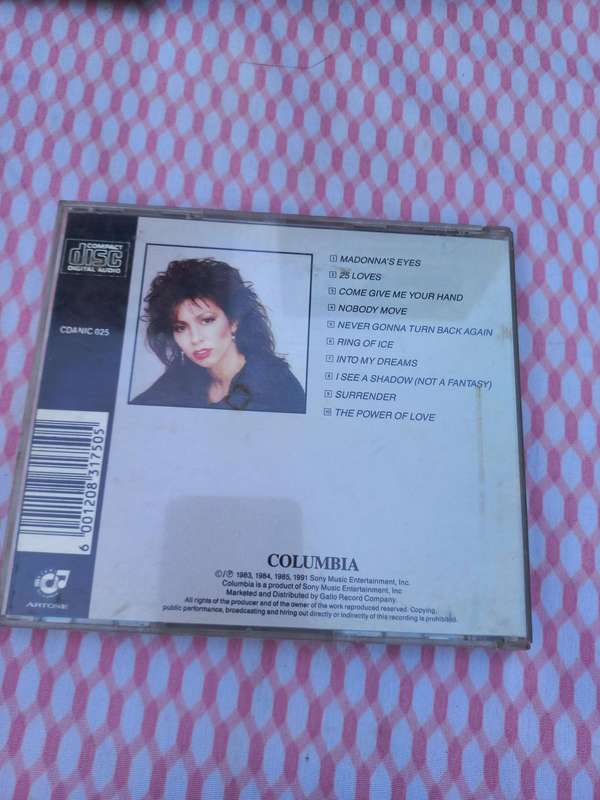 COMPACT
disc
DIGITAL AUDIO
CDANIC 025
1 MADONNA'S EYES
2 25 LOVES
3 COME GIVE ME YOUR HAND
4 NOBODY MOVE
5 NEVER GONNA TURN BACK AGAIN
6 RING OF ICE
7 INTO MY DREAMS
8 I SEE A SHADOW (NOT A FANTASY)
9 SURRENDER
10 THE POWER OF LOVE
6 001208 317505
ARTONE
COLUMBIA
©/℗ 1983, 1984, 1985, 1991 Sony Music Entertainment, Inc
Columbia is a product of Sony Music Entertainment, Inc
Marketed and Distributed by Gallo Record Company.
All rights of the producer and of the owner of the work reproduced reserved. Copying,
public performance, broadcasting and hiring out directly or indirectly of this recording is prohibited.